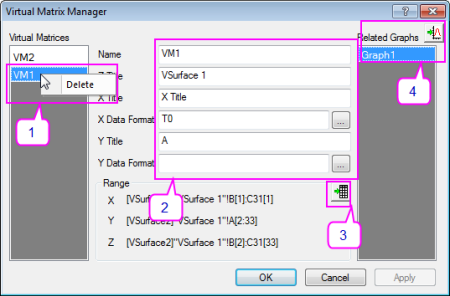 Virtual Matrix Manager
Virtual Matrices
Related Graphs
VM2
VM1
Delete
Name
VM1
Title
VSurface 1
X Title
X Title
X Data Format
T0
...
Y Title
A
Y Data Format
...
Graph1
Range
X [VSurf "VSurface 1"!B[1]:C31[1]
Y [VSurface2]"VSurface 1"!A[2:33]
Z [VSurface2]"VSurface 1"!B[2]:C31[33]
1
2
3
4
OK
Cancel
Apply